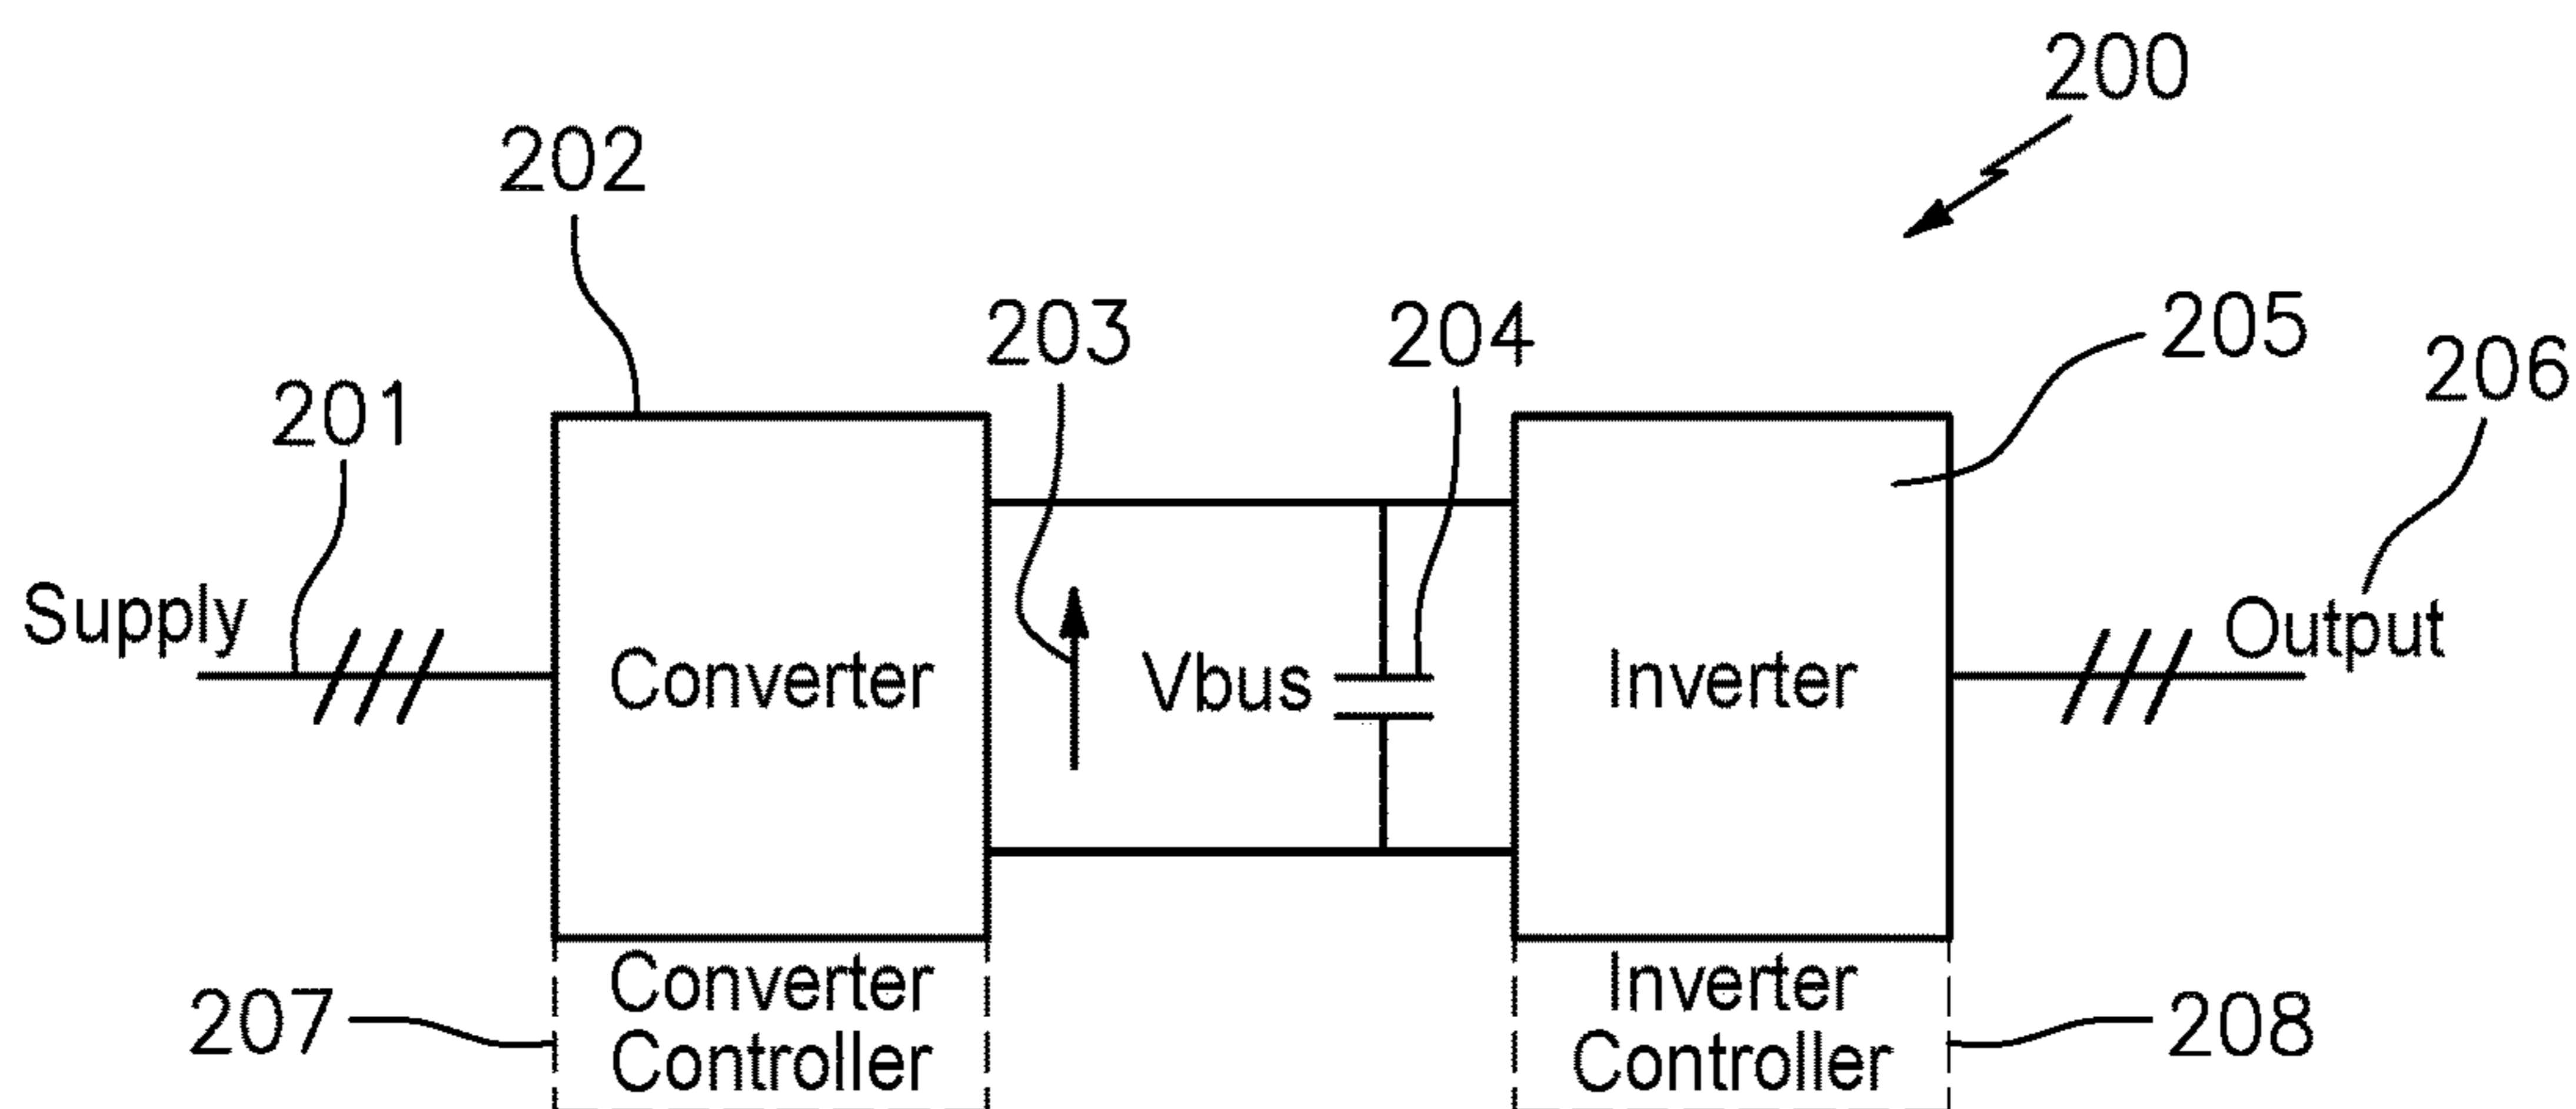 200
202
203
204
205
206
201
Supply
Converter
Vbus
Inverter
Output
Converter
Controller
Inverter
Controller
207
208